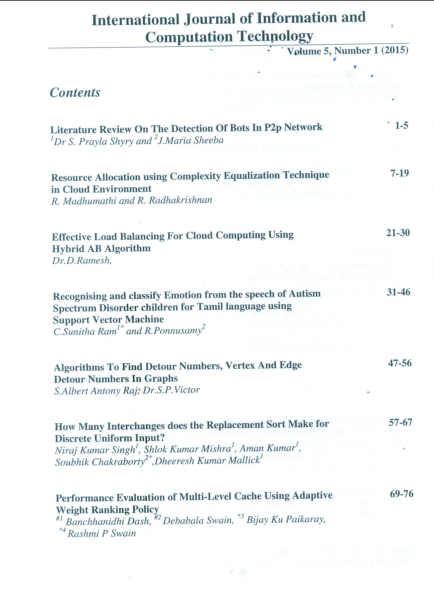 International Journal of Information and
Computation Technology
Volume 5, Number 1 (2015)
Contents
Literature Review On The Detection Of Bots In P2p Network 1-5
¹Dr S. Prayla Shyry and ²J.Maria Sheeba
Resource Allocation using Complexity Equalization Technique 7-19
in Cloud Environment
R. Madhumathi and R. Radhakrishnan
Effective Load Balancing For Cloud Computing Using 21-30
Hybrid AB Algorithm
Dr.D.Ramesh,
Recognising and classify Emotion from the speech of Autism 31-46
Spectrum Disorder children for Tamil language using
Support Vector Machine
C.Sunitha Ram¹* and R.Ponnusamy²
Algorithms To Find Detour Numbers, Vertex And Edge 47-56
Detour Numbers In Graphs
S.Albert Antony Raj; Dr.S.P.Victor
How Many Interchanges does the Replacement Sort Make for 57-67
Discrete Uniform Input?
Niraj Kumar Singh¹, Shlok Kumar Mishra¹, Aman Kumar¹,
Soubhik Chakraborty²*,Dheeresh Kumar Mallick¹
Performance Evaluation of Multi-Level Cache Using Adaptive 69-76
Weight Ranking Policy
#1 Banchhanidhi Dash, #2 Debabala Swain, *3 Bijay Ku Paikaray,
*4 Rashmi P Swain